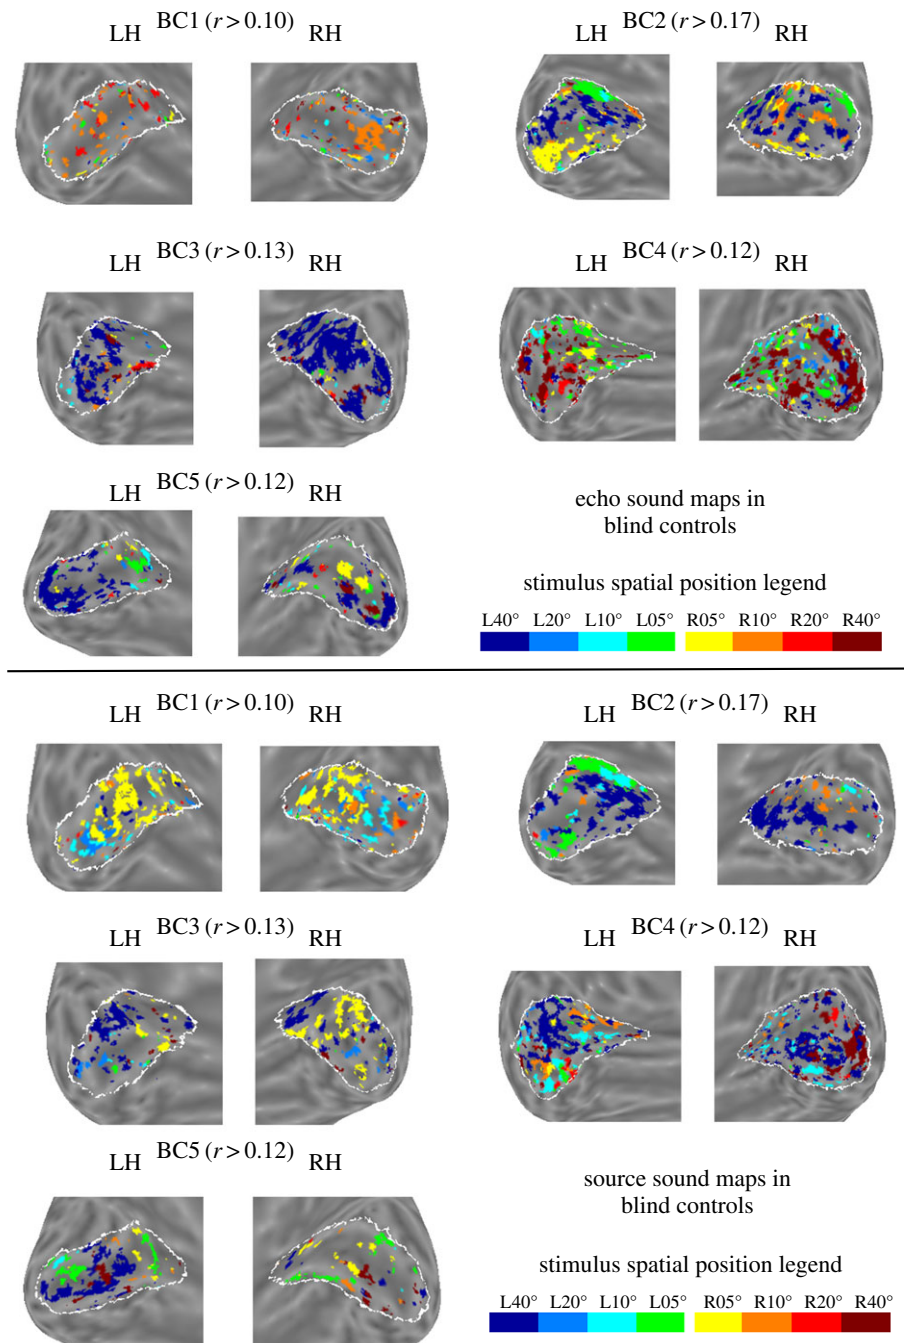 BC1 (r > 0.10)
LH RH
BC2 (r > 0.17)
LH RH
BC3 (r > 0.13)
LH RH
BC4 (r > 0.12)
LH RH
BC5 (r > 0.12)
LH RH
echo sound maps in
blind controls
stimulus spatial position legend
L40° L20° L10° L05° R05° R10° R20° R40°
BC1 (r > 0.10)
LH RH
BC2 (r > 0.17)
LH RH
BC3 (r > 0.13)
LH RH
BC4 (r > 0.12)
LH RH
BC5 (r > 0.12)
LH RH
source sound maps in
blind controls
stimulus spatial position legend
L40° L20° L10° L05° R05° R10° R20° R40°